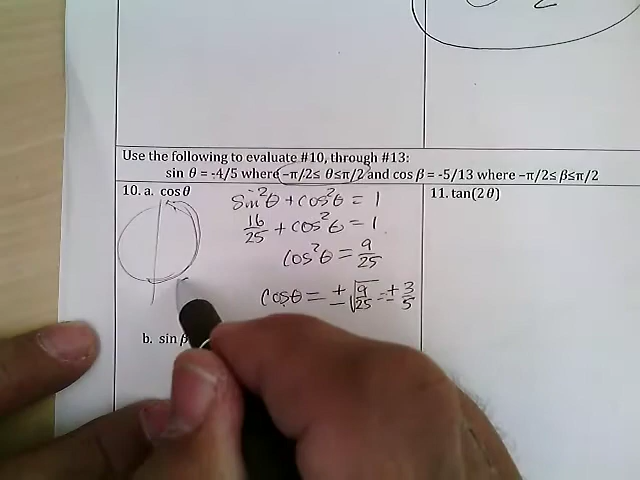 Use the following to evaluate #10, through #13:
sin θ = -4/5 where -π/2≤ θ≤π/2 and cos β = -5/13 where -π/2≤ β≤π/2
10. a. cos θ
sin²θ + cos²θ = 1
16/25 + cos²θ = 1
cos²θ = 9/25
cosθ = ±√9/25 = ±3/5
b. sin β
11. tan(2θ)